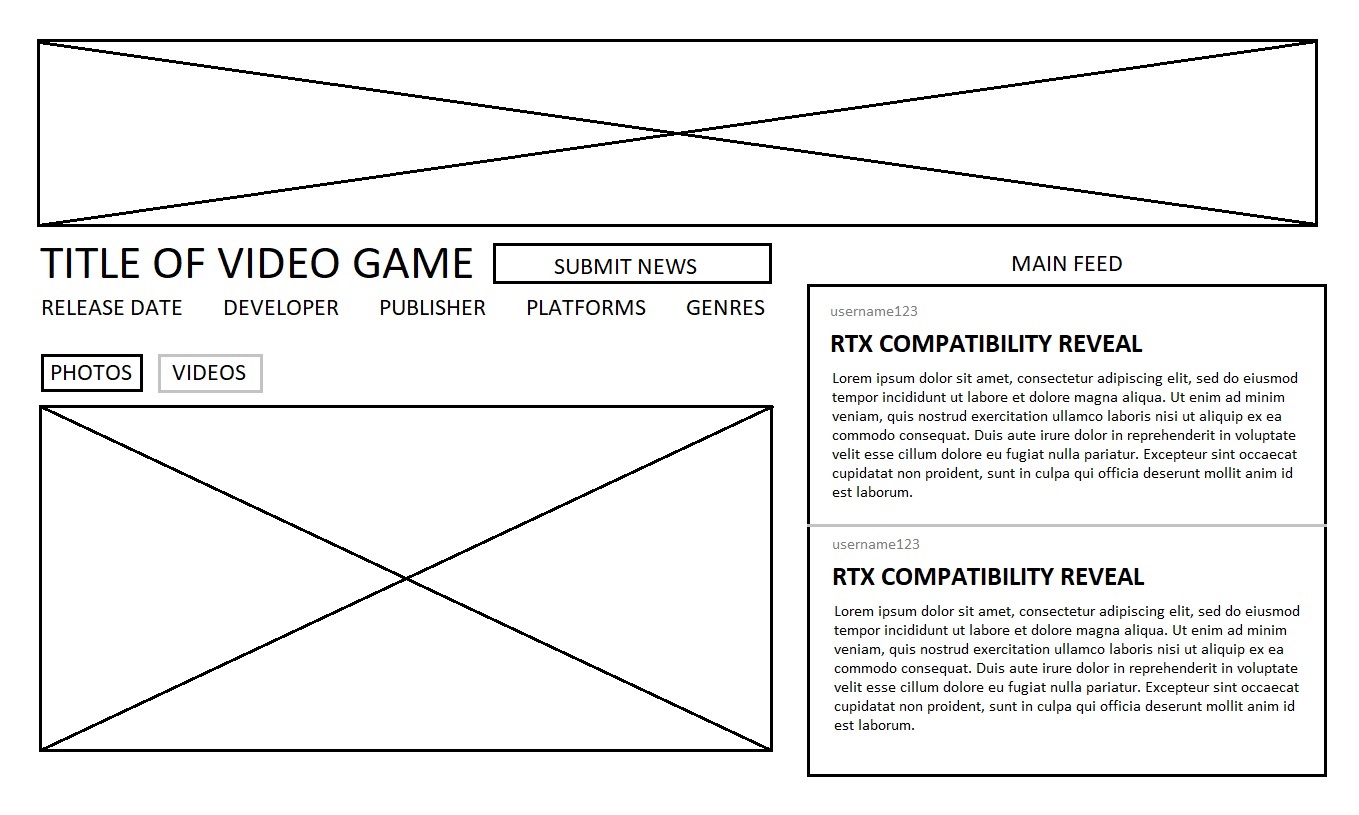 TITLE OF VIDEO GAME
SUBMIT NEWS
RELEASE DATE DEVELOPER PUBLISHER PLATFORMS GENRES
PHOTOS VIDEOS
MAIN FEED
username123
RTX COMPATIBILITY REVEAL
Lorem ipsum dolor sit amet, consectetur adipiscing elit, sed do eiusmod
tempor incididunt ut labore et dolore magna aliqua. Ut enim ad minim
veniam, quis nostrud exercitation ullamco laboris nisi ut aliquip ex ea
commodo consequat. Duis aute irure dolor in reprehenderit in voluptate
velit esse cillum dolore eu fugiat nulla pariatur. Excepteur sint occaecat
cupidatat non proident, sunt in culpa qui officia deserunt mollit anim id
est laborum.
username123
RTX COMPATIBILITY REVEAL
Lorem ipsum dolor sit amet, consectetur adipiscing elit, sed do eiusmod
tempor incididunt ut labore et dolore magna aliqua. Ut enim ad minim
veniam, quis nostrud exercitation ullamco laboris nisi ut aliquip ex ea
commodo consequat. Duis aute irure dolor in reprehenderit in voluptate
velit esse cillum dolore eu fugiat nulla pariatur. Excepteur sint occaecat
cupidatat non proident, sunt in culpa qui officia deserunt mollit anim id
est laborum.